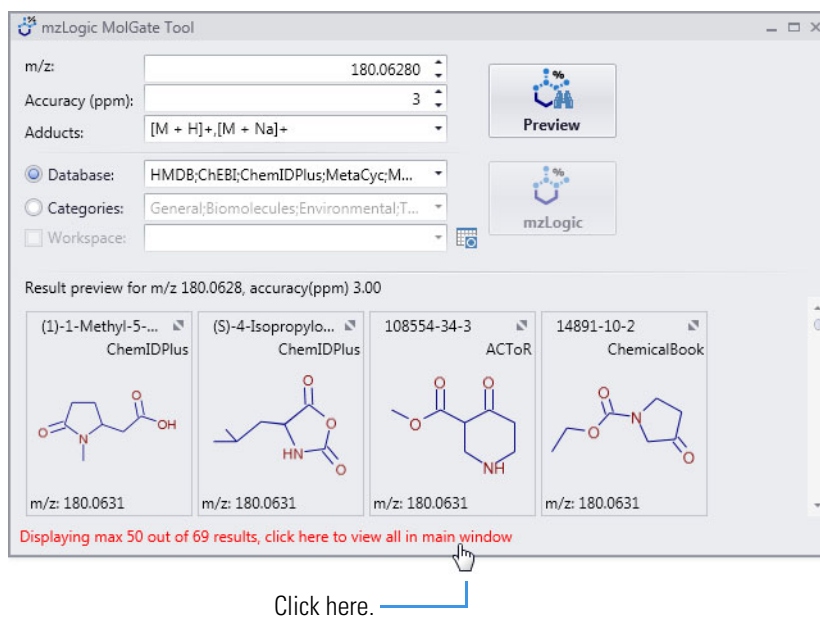 mzLogic MolGate Tool
m/z: 180.06280
Accuracy (ppm): 3
Adducts: [M + H]+,[M + Na]+
%
Preview
Database: HMDB;ChEBI;ChemIDPlus;MetaCyc;M...
Categories: General;Biomolecules;Environmental;T...
Workspace:
%
mzLogic
Result preview for m/z 180.0628, accuracy(ppm) 3.00
(1)-1-Methyl-5-...
ChemIDPlus
O
N
O
OH
m/z: 180.0631
(S)-4-Isopropylo...
ChemIDPlus
O
O
HN
O
m/z: 180.0631
108554-34-3
ACToR
O
O
O
NH
m/z: 180.0631
14891-10-2
ChemicalBook
O
O
N
O
m/z: 180.0631
Displaying max 50 out of 69 results, click here to view all in main window
Click here.